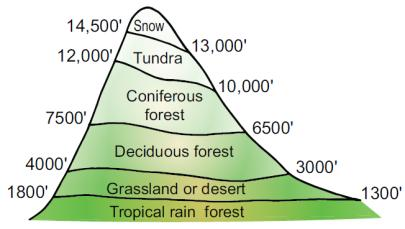 14,500' Snow
13,000'
12,000' Tundra
10,000'
Coniferous
forest
7500'
6500'
Deciduous forest
4000'
3000'
Grassland or desert
1800'
1300'
Tropical rain forest